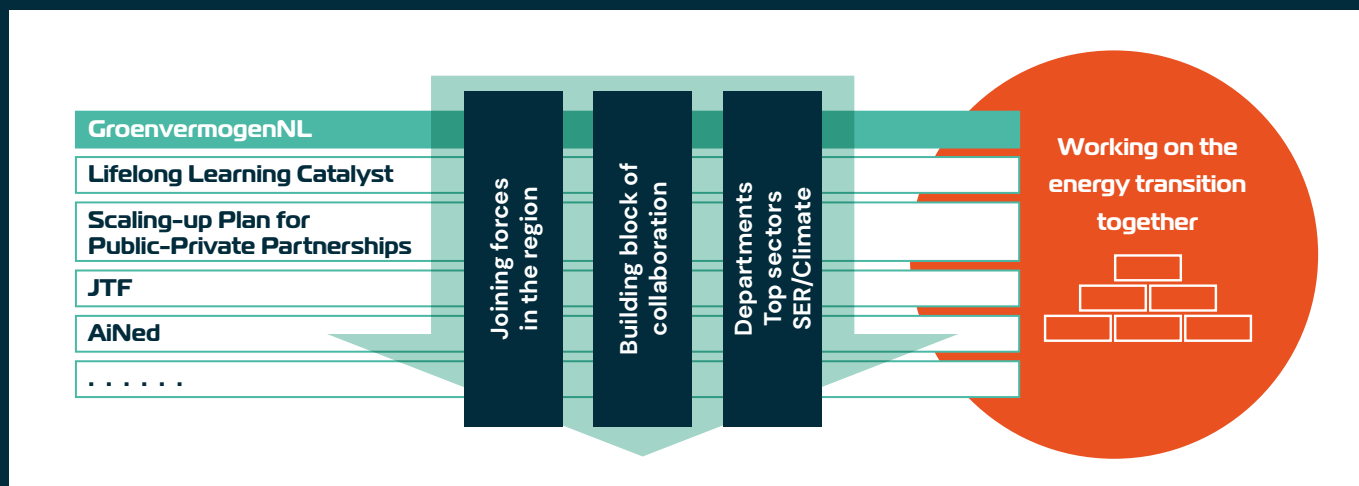 GroenvermogenNL
Lifelong Learning Catalyst
Scaling-up Plan for
Public-Private Partnerships
JTF
AiNed
. . . . . .
Joining forces
in the region
Building block of
collaboration
Departments
Top sectors
SER/Climate
Working on the
energy transition
together